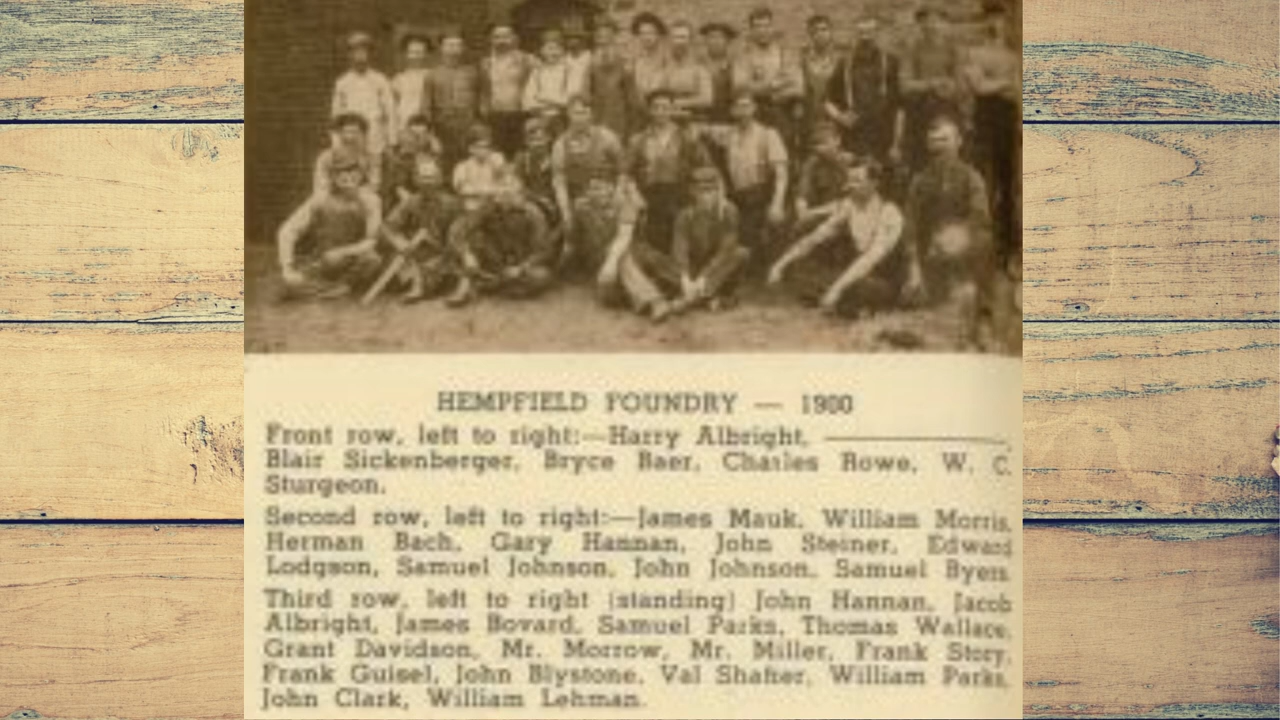 HEMPFIELD FOUNDRY — 1900
Front row, left to right:—Harry Albright, ————————,
Blair Sickenberger, Bryce Baer, Charles Rowe, W. C.
Sturgeon.
Second row, left to right:—James Mauk, William Morris,
Herman Bach, Gary Hannan, John Steiner, Edward
Lodgson, Samuel Johnson, John Johnson, Samuel Byers
Third row, left to right (standing) John Hannan, Jacob
Albright, James Bovard, Samuel Parks, Thomas Wallace,
Grant Davidson, Mr. Morrow, Mr. Miller, Frank Story,
Frank Guisel, John Blystone, Val Shafter, William Parks,
John Clark, William Lehman.